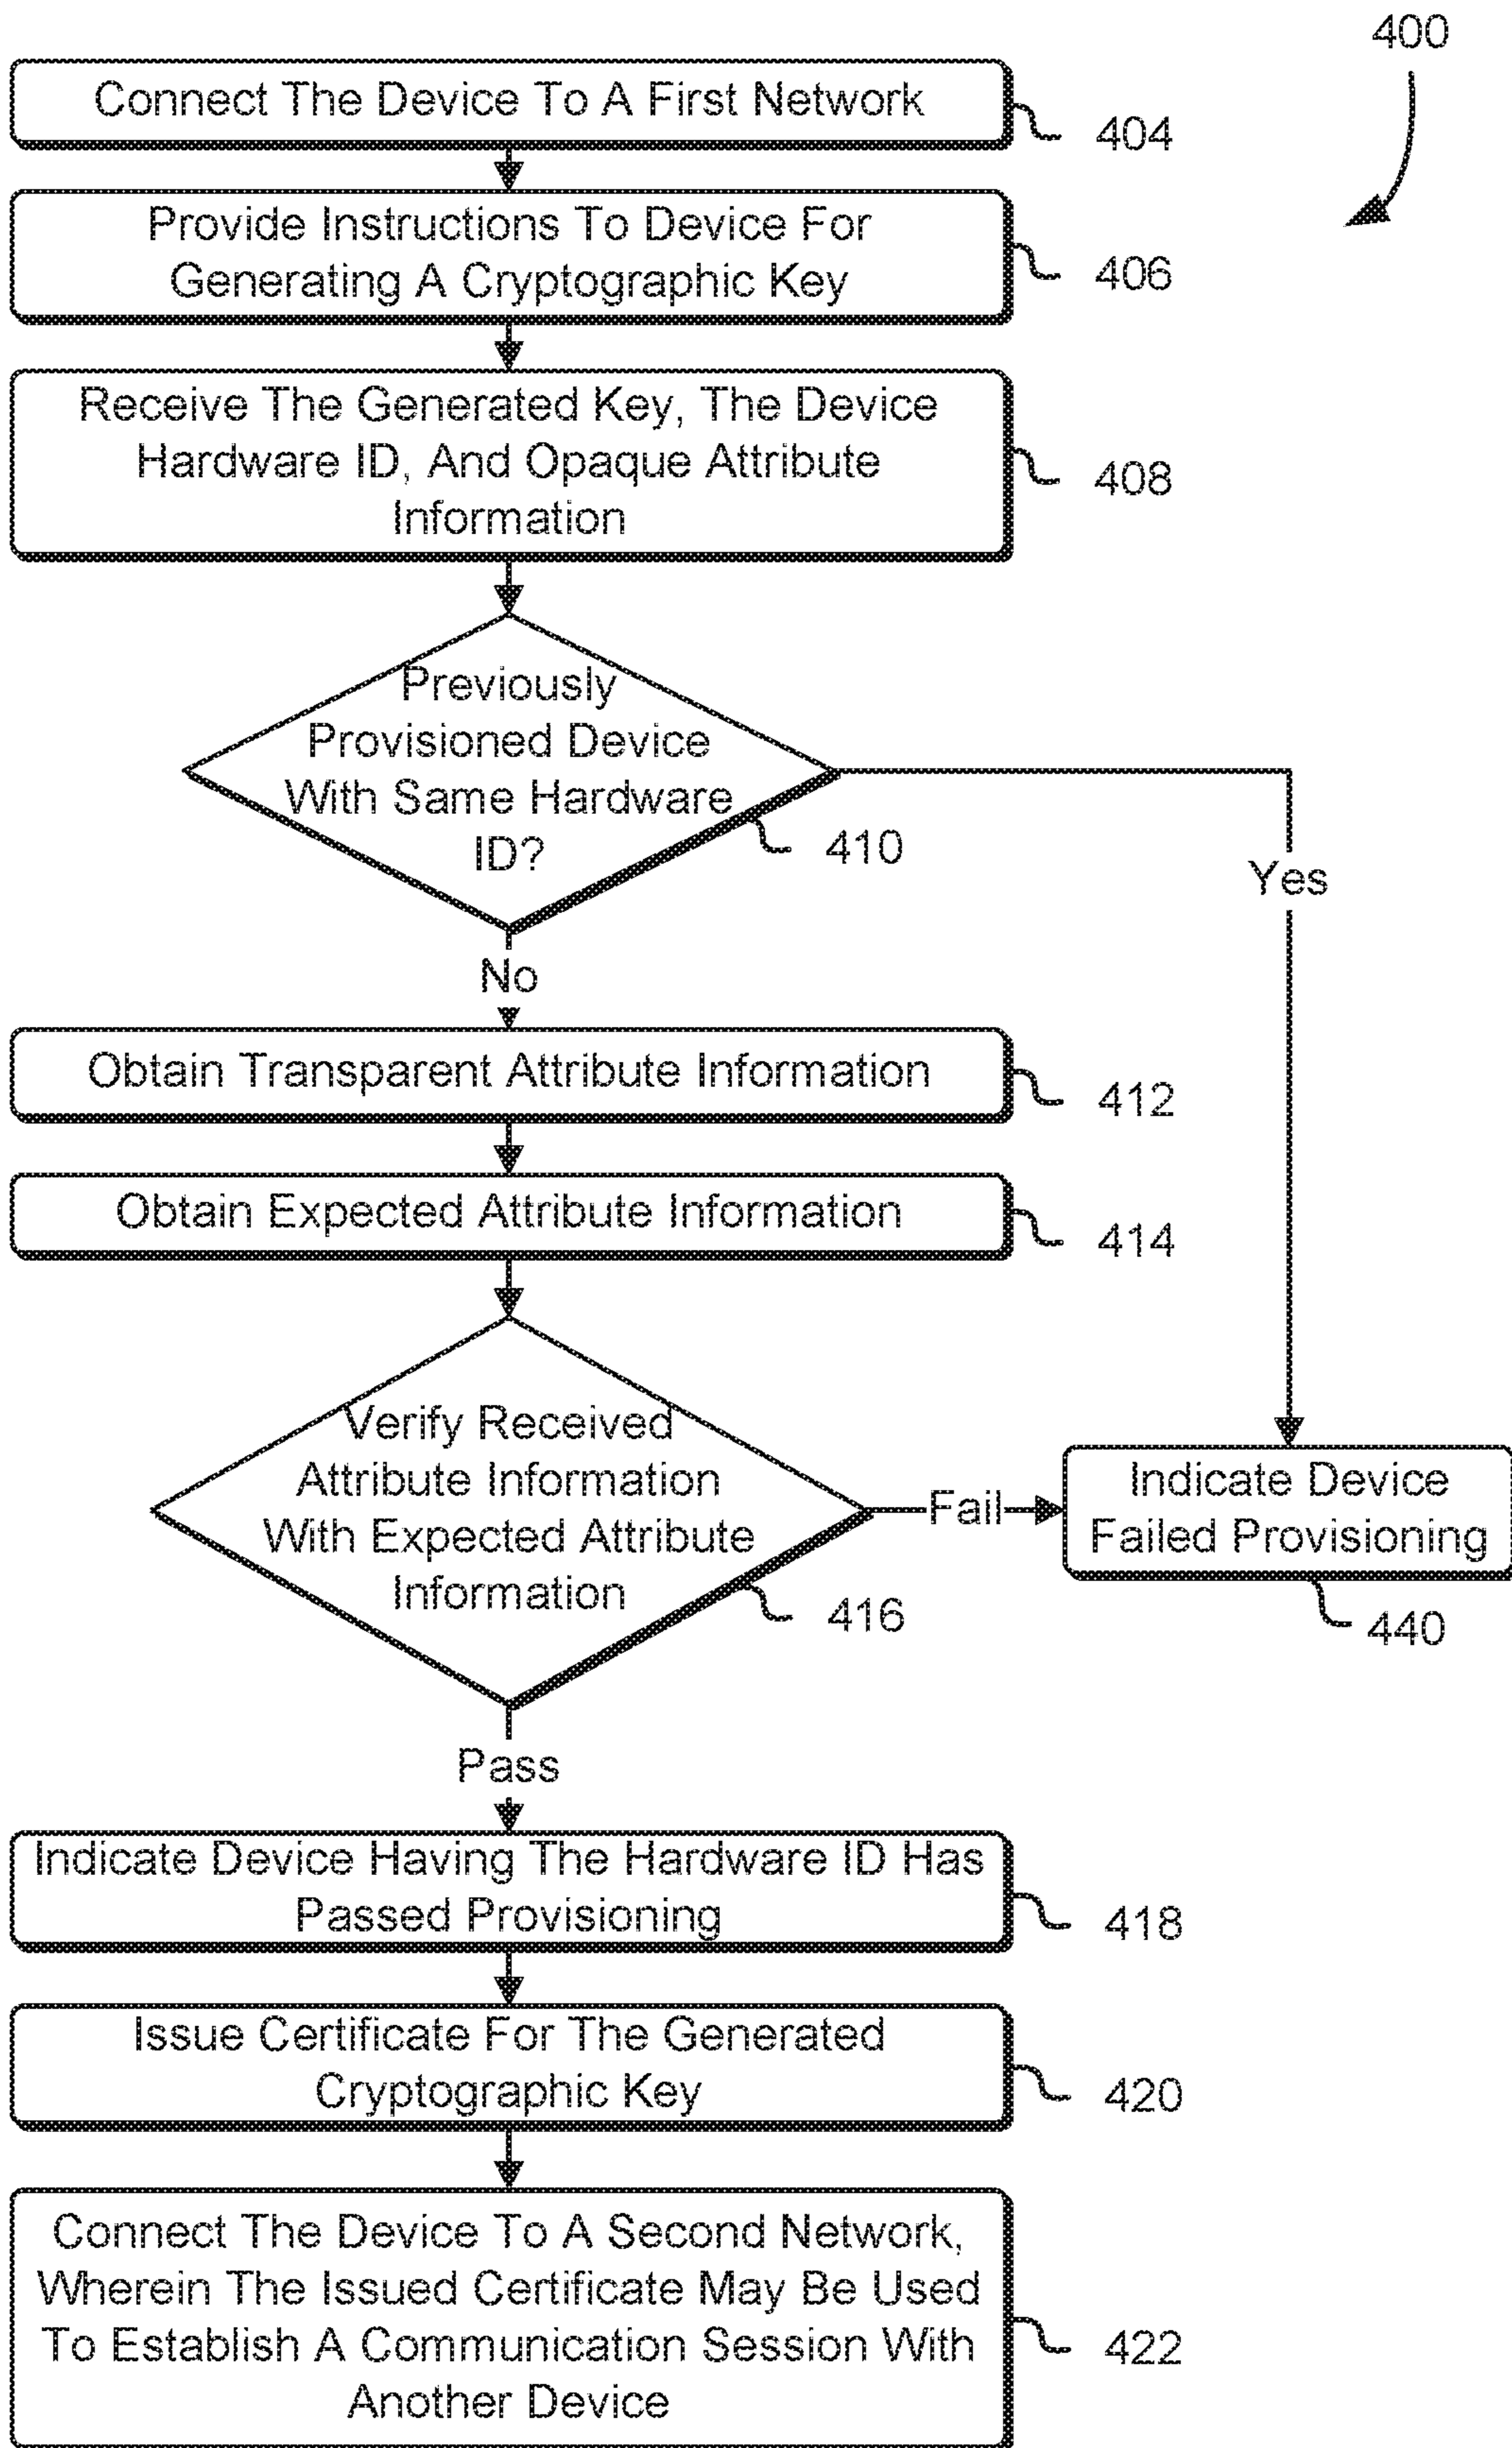 400
Connect The Device To A First Network
404
Provide Instructions To Device For
Generating A Cryptographic Key
406
Receive The Generated Key, The Device
Hardware ID, And Opaque Attribute
Information
408
Previously
Provisioned Device
With Same Hardware
ID?
410
Yes
No
Obtain Transparent Attribute Information
412
Obtain Expected Attribute Information
414
Verify Received
Attribute Information
With Expected Attribute
Information
416
Fail
Indicate Device
Failed Provisioning
440
Pass
Indicate Device Having The Hardware ID Has
Passed Provisioning
418
Issue Certificate For The Generated
Cryptographic Key
420
Connect The Device To A Second Network,
Wherein The Issued Certificate May Be Used
To Establish A Communication Session With
Another Device
422